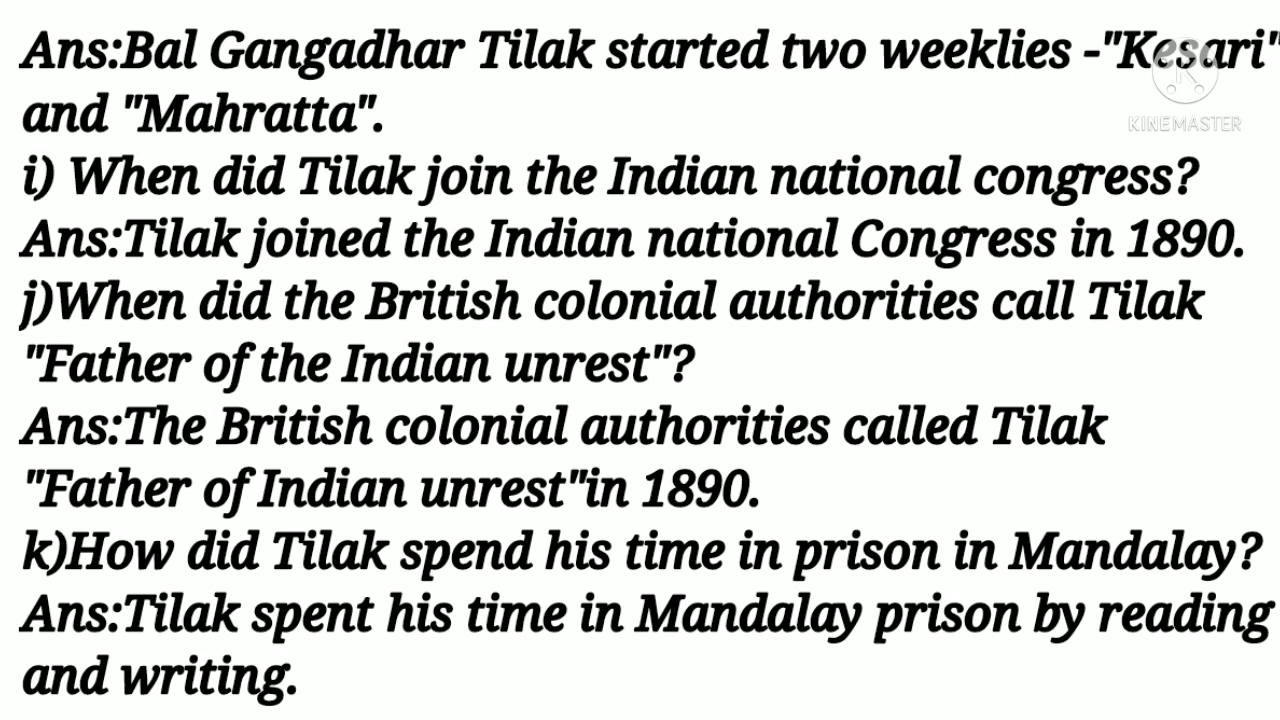 Ans:Bal Gangadhar Tilak started two weeklies -"Kesari"
and "Mahratta".
KINEMASTER
i) When did Tilak join the Indian national congress?
Ans:Tilak joined the Indian national Congress in 1890.
j)When did the British colonial authorities call Tilak
"Father of the Indian unrest"?
Ans:The British colonial authorities called Tilak
"Father of Indian unrest"in 1890.
k)How did Tilak spend his time in prison in Mandalay?
Ans:Tilak spent his time in Mandalay prison by reading
and writing.